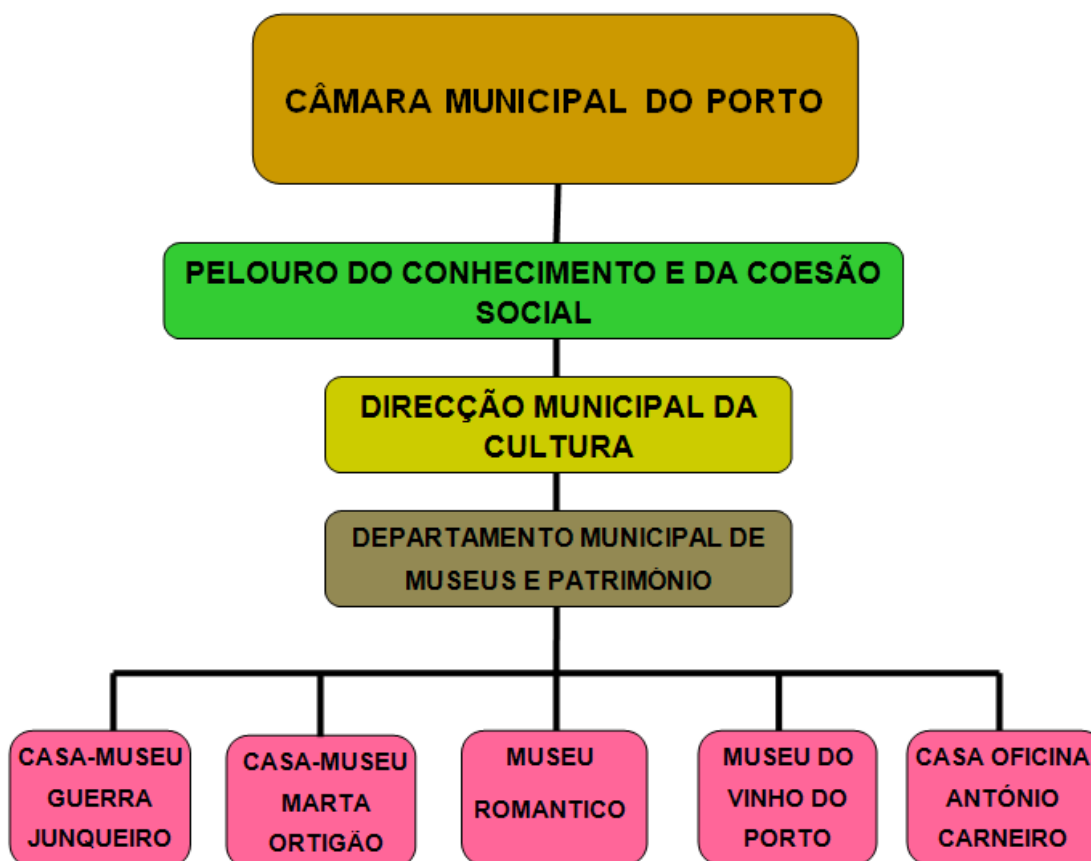 CÂMARA MUNICIPAL DO PORTO
PELOURO DO CONHECIMENTO E DA COESÃO
SOCIAL
DIRECÇÃO MUNICIPAL DA
CULTURA
DEPARTAMENTO MUNICIPAL DE
MUSEUS E PATRIMÓNIO
CASA-MUSEU
GUERRA
JUNQUEIRO
CASA-MUSEU
MARTA
ORTIGÃO
MUSEU
ROMANTICO
MUSEU DO
VINHO DO
PORTO
CASA OFICINA
ANTÓNIO
CARNEIRO